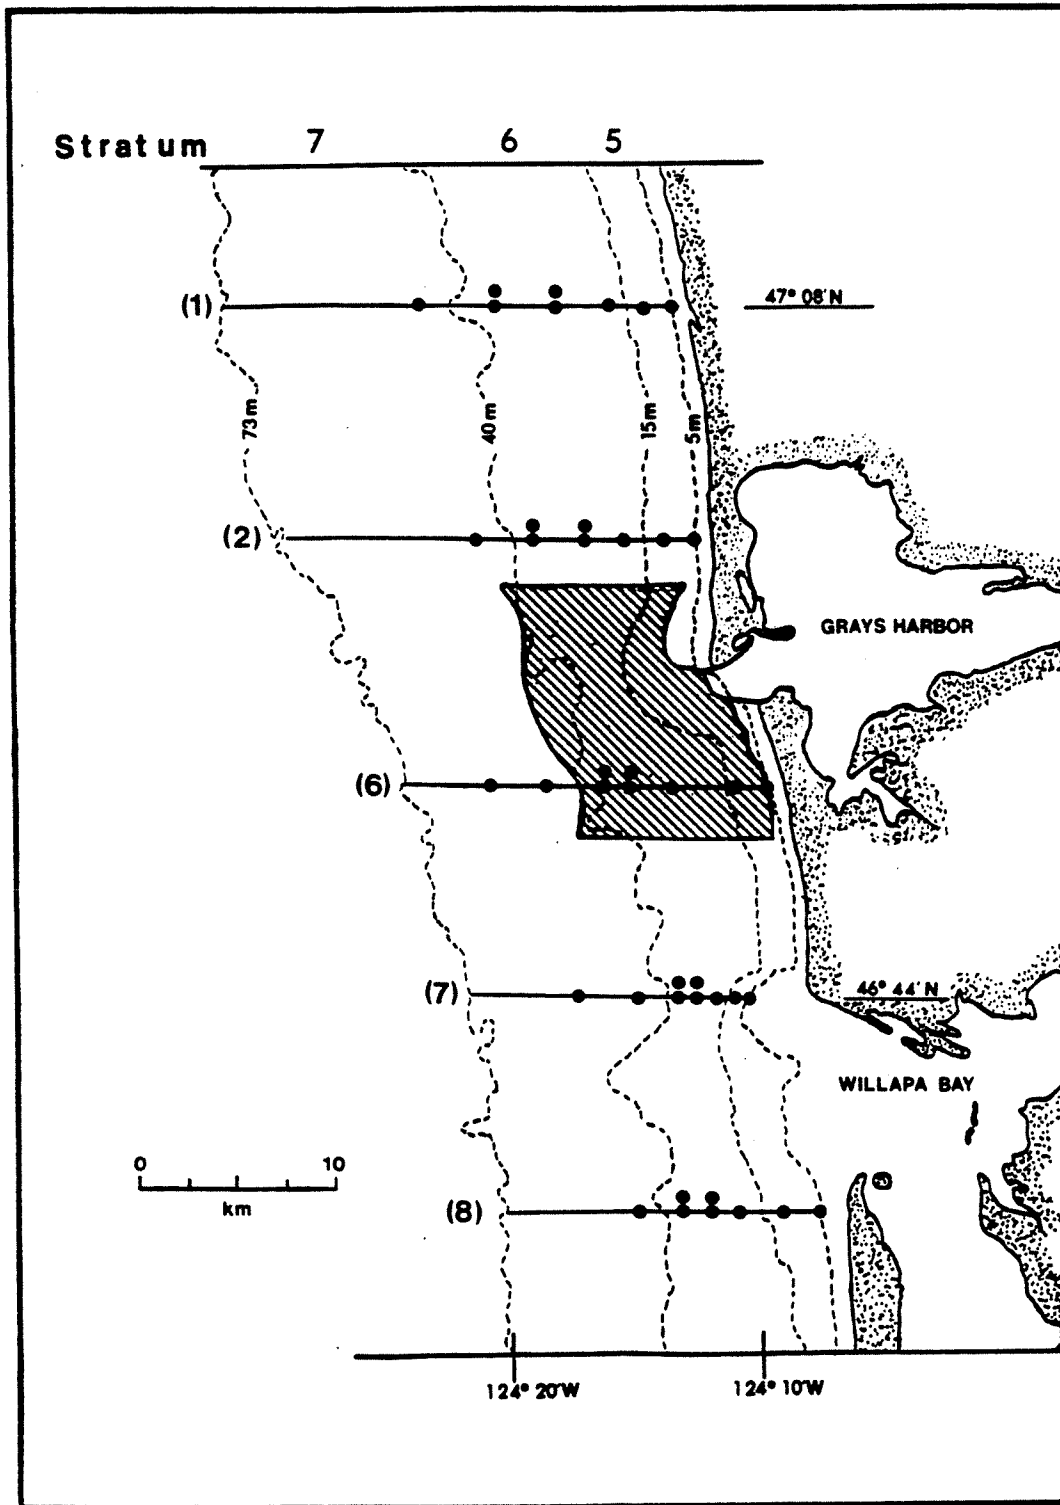 Stratum 7 6 5
(1)
47° 08' N
73m
40m
15m
5m
(2)
GRAYS HARBOR
(6)
(7)
46° 44' N
WILLAPA BAY
0 10
km
(8)
124° 20'W
124° 10'W